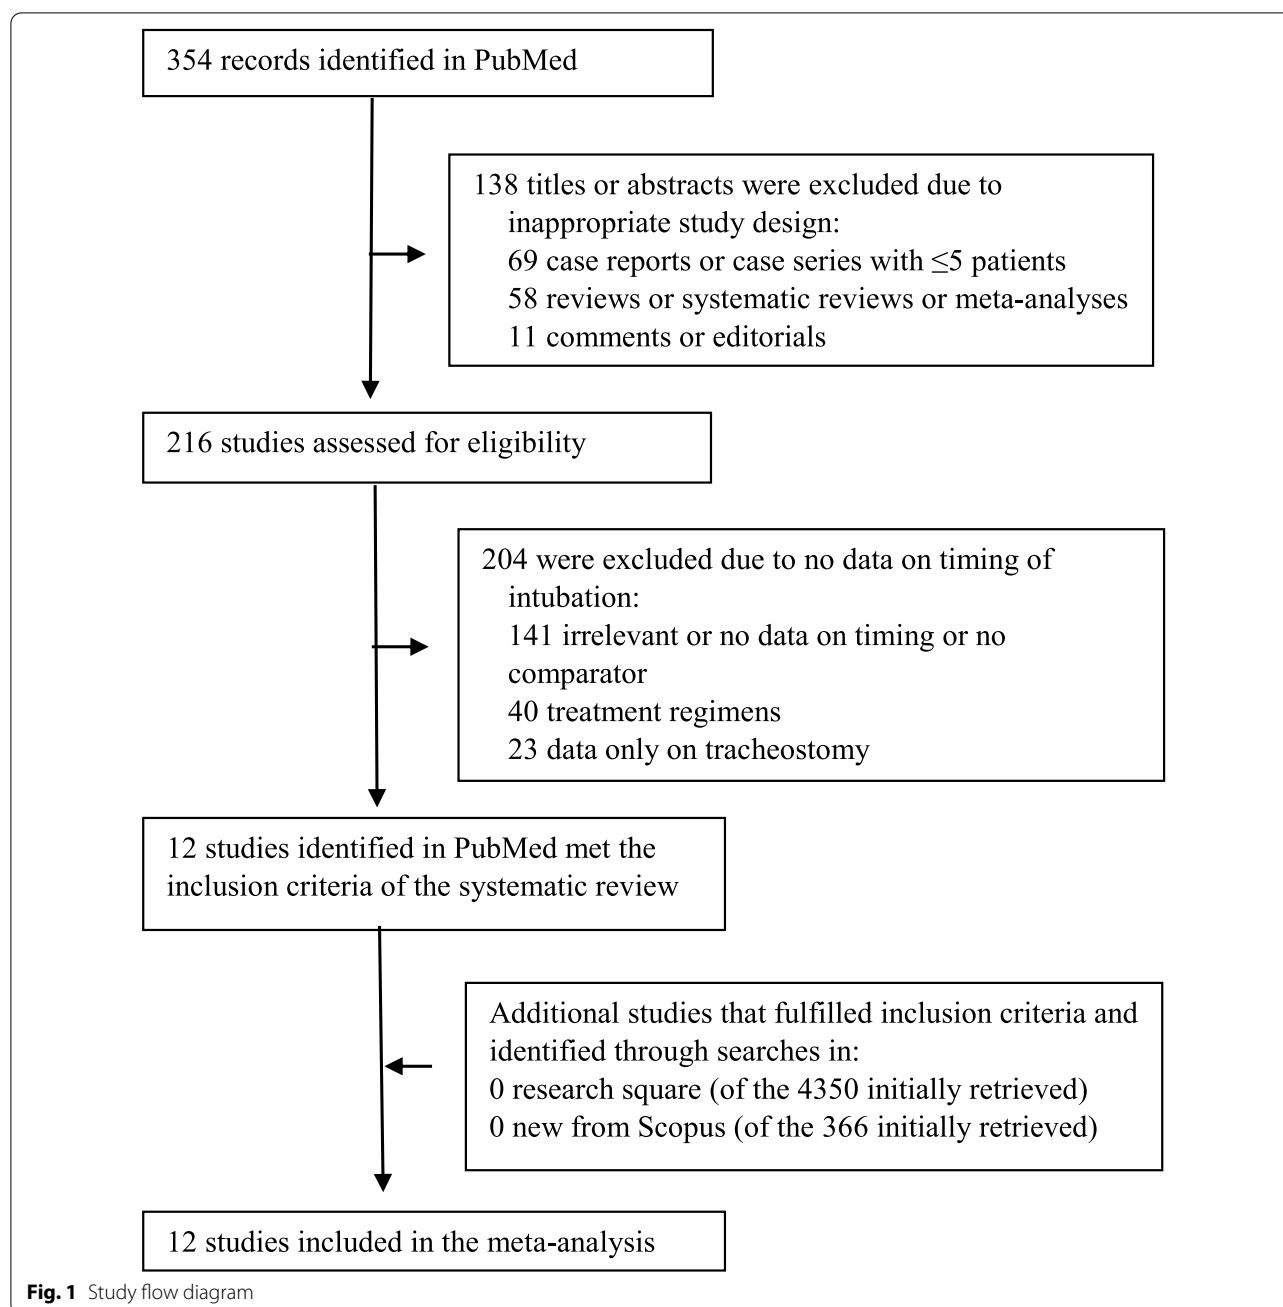 354 records identified in PubMed
138 titles or abstracts were excluded due to
inappropriate study design:
69 case reports or case series with ≤5 patients
58 reviews or systematic reviews or meta-analyses
11 comments or editorials
216 studies assessed for eligibility
204 were excluded due to no data on timing of
intubation:
141 irrelevant or no data on timing or no
comparator
40 treatment regimens
23 data only on tracheostomy
12 studies identified in PubMed met the
inclusion criteria of the systematic review
Additional studies that fulfilled inclusion criteria and
identified through searches in:
0 research square (of the 4350 initially retrieved)
0 new from Scopus (of the 366 initially retrieved)
12 studies included in the meta-analysis
Fig. 1 Study flow diagram